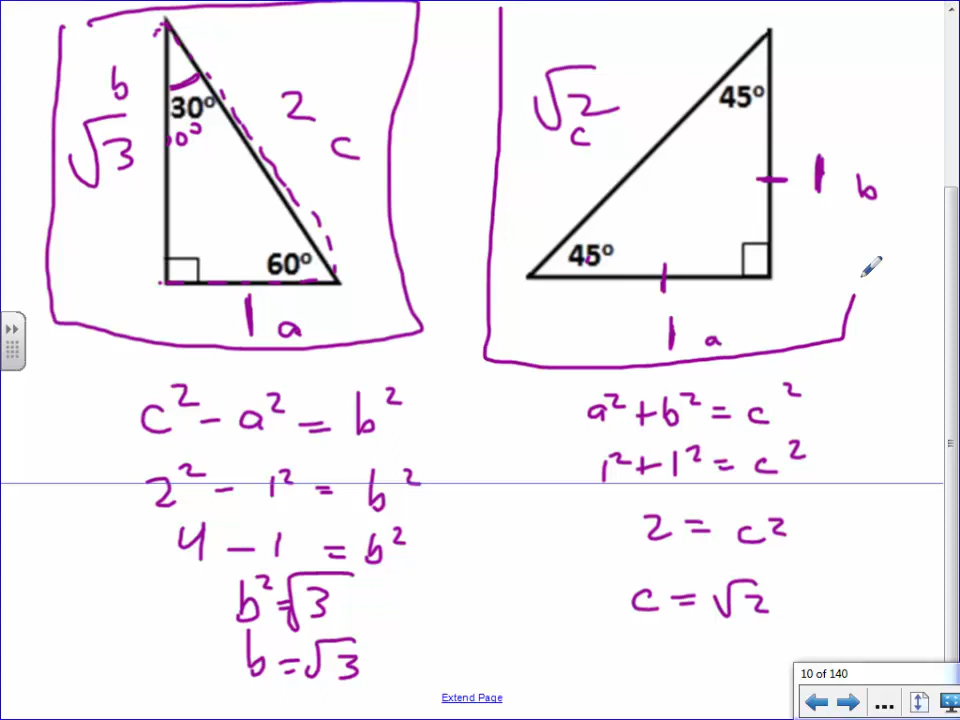 b
30°
√3
2
c
60°
1 a
√2
c
45°
1 b
45°
1 a
c² - a² = b²
2² - 1² = b²
4 - 1 = b²
b² = √3
b = √3
a² + b² = c²
1² + 1² = c²
2 = c²
c = √2
Extend Page
10 of 140